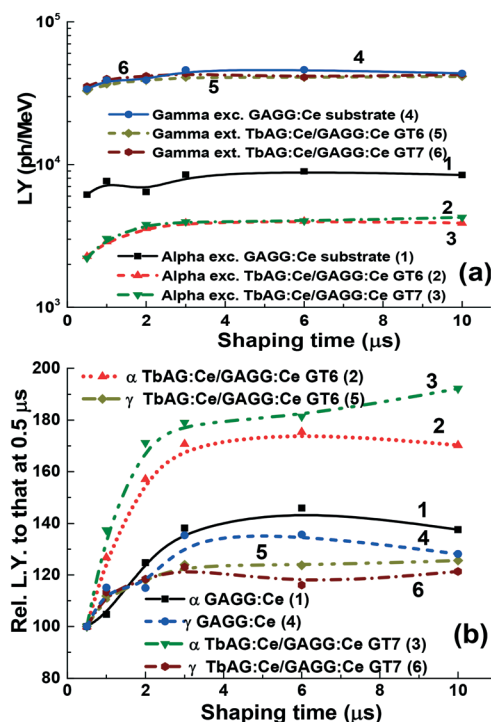 10⁵
6
4
5
Gamma exc. GAGG:Ce substrate (4)
Gamma ext. TbAG:Ce/GAGG:Ce GT6 (5)
Gamma ext. TbAG:Ce/GAGG:Ce GT7 (6)
LY (ph/MeV)
10⁴
1
2
3
Alpha exc. GAGG:Ce substrate (1)
Alpha exc. TbAG:Ce/GAGG:Ce GT6 (2)
Alpha exc. TbAG:Ce/GAGG:Ce GT7 (3)
(a)
10³
0 2 4 6 8 10
Shaping time (μs)
α TbAG:Ce/GAGG:Ce GT6 (2)
γ TbAG:Ce/GAGG:Ce GT6 (5)
3
2
1
4
5
6
Rel. L.Y. to that at 0.5 μs
200
180
160
140
120
100
80
α GAGG:Ce (1)
γ GAGG:Ce (4)
α TbAG:Ce/GAGG:Ce GT7 (3)
γ TbAG:Ce/GAGG:Ce GT7 (6)
(b)
0 2 4 6 8 10
Shaping time (μs)